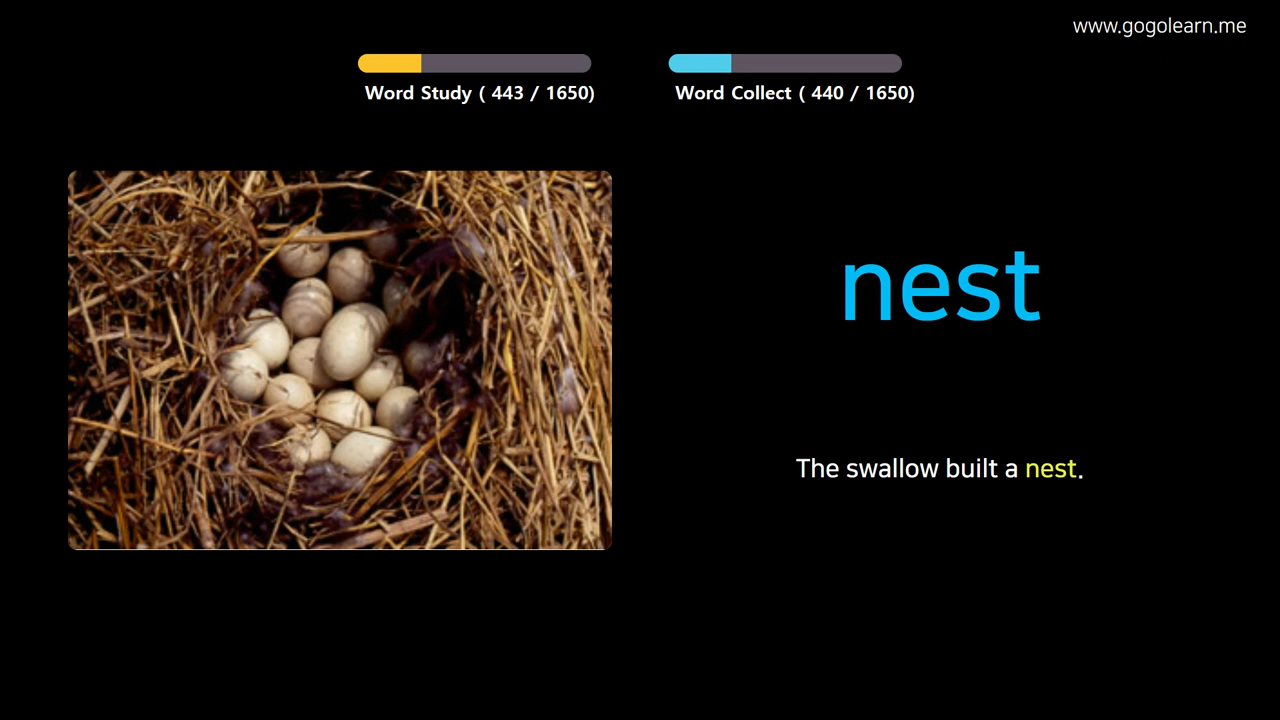 www.gogolearn.me
Word Study ( 443 / 1650)
Word Collect ( 440 / 1650)
nest
The swallow built a nest.